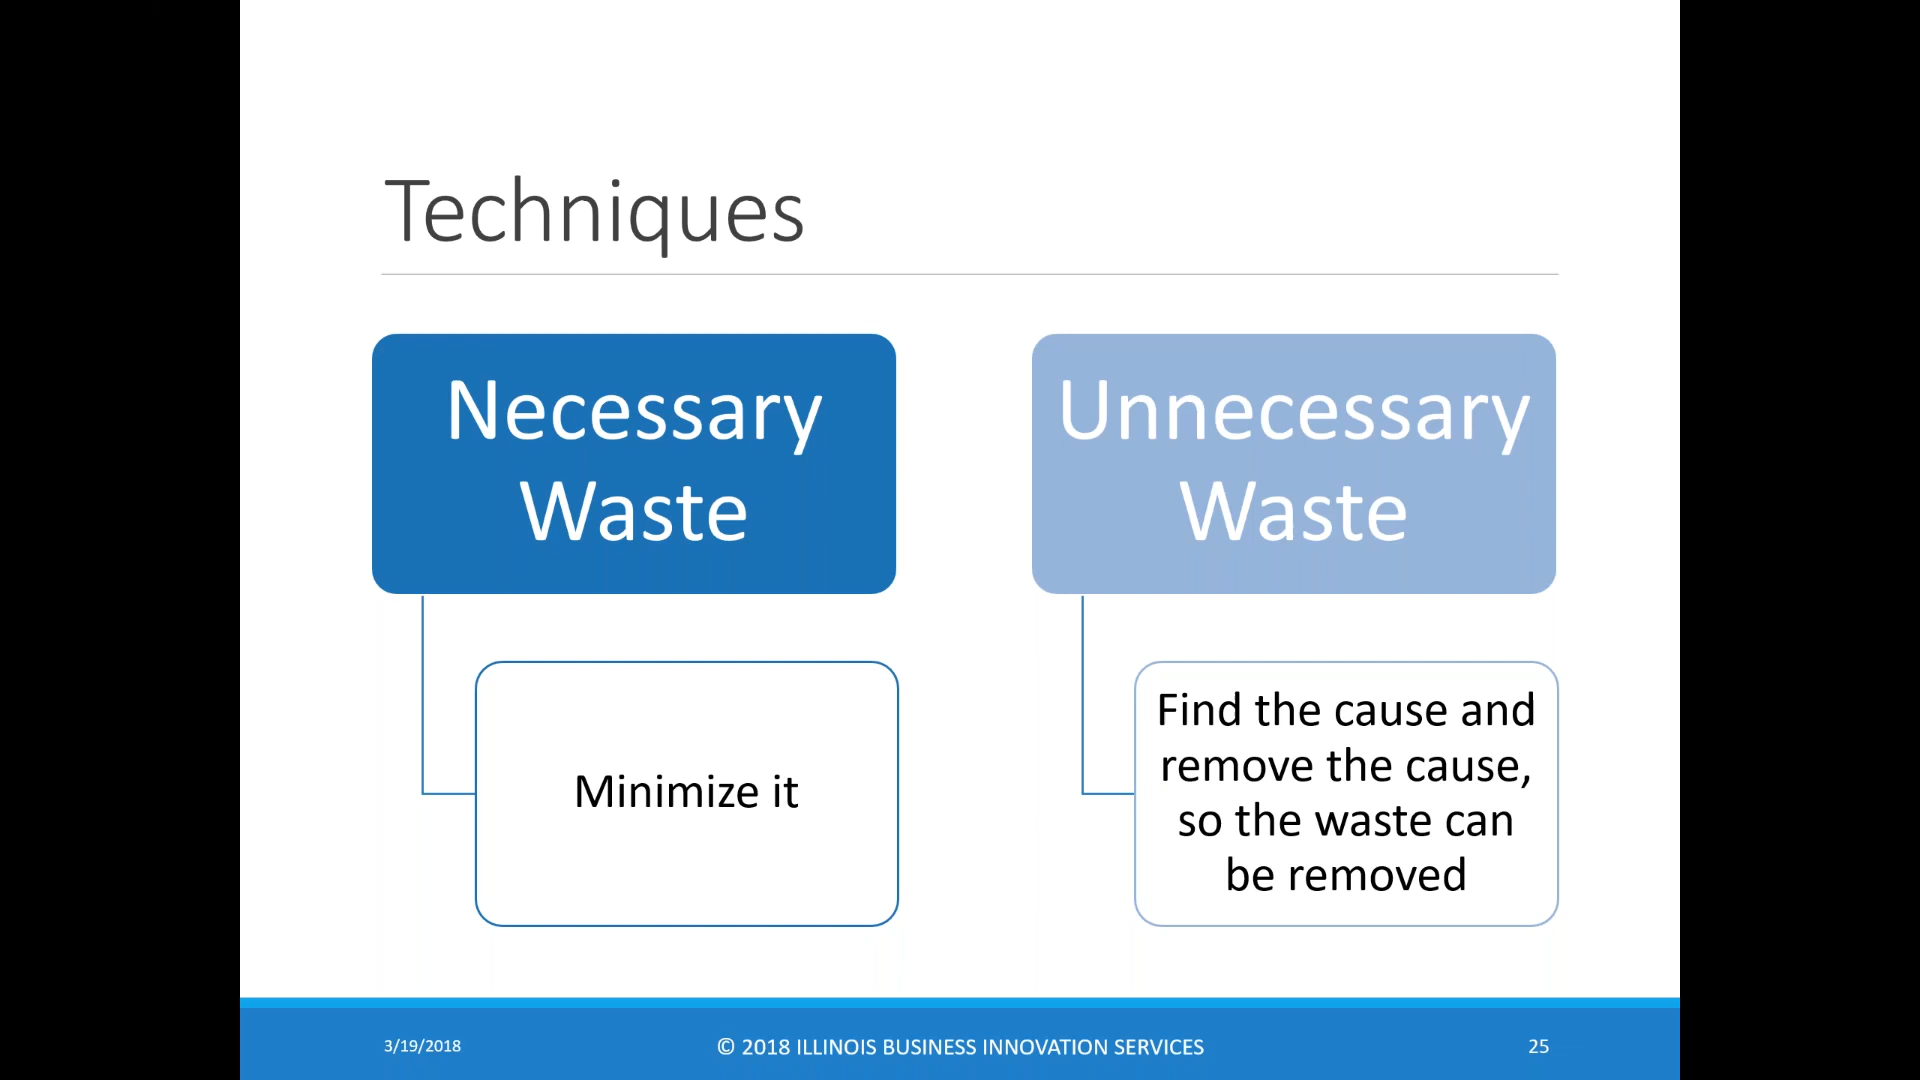 Techniques
Necessary
Waste
Minimize it
Unnecessary
Waste
Find the cause and
remove the cause,
so the waste can
be removed
3/19/2018
© 2018 ILLINOIS BUSINESS INNOVATION SERVICES
25